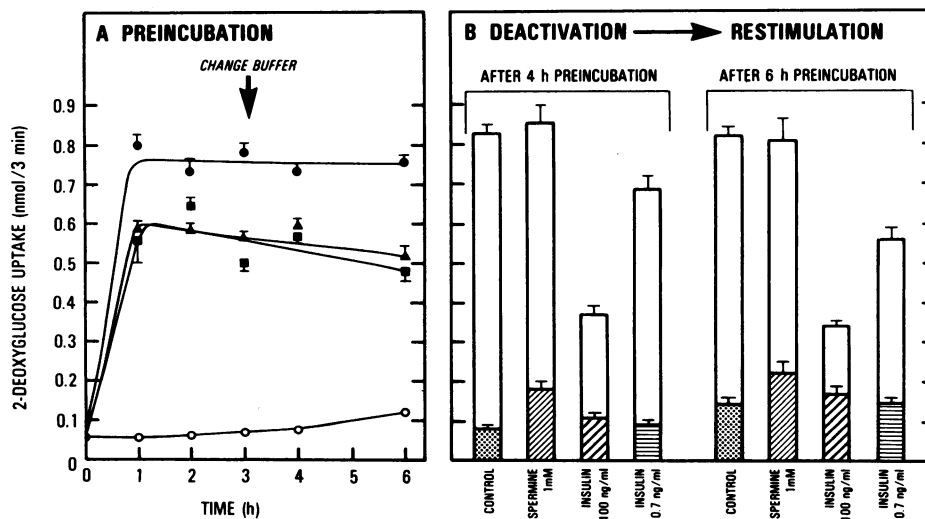 A PREINCUBATION
CHANGE BUFFER
2-DEOXYGLUCOSE UPTAKE (nmol/3 min)
0.9
0.8
0.7
0.6
0.5
0.4
0.3
0.2
0.1
0
0 1 2 3 4 5 6
TIME (h)
B DEACTIVATION RESTIMULATION
AFTER 4 h PREINCUBATION
AFTER 6 h PREINCUBATION
CONTROL
SPERMINE
1mM
INSULIN
100 ng/ml
INSULIN
0.7 ng/ml
CONTROL
SPERMINE
1mM
INSULIN
100 ng/ml
INSULIN
0.7 ng/ml